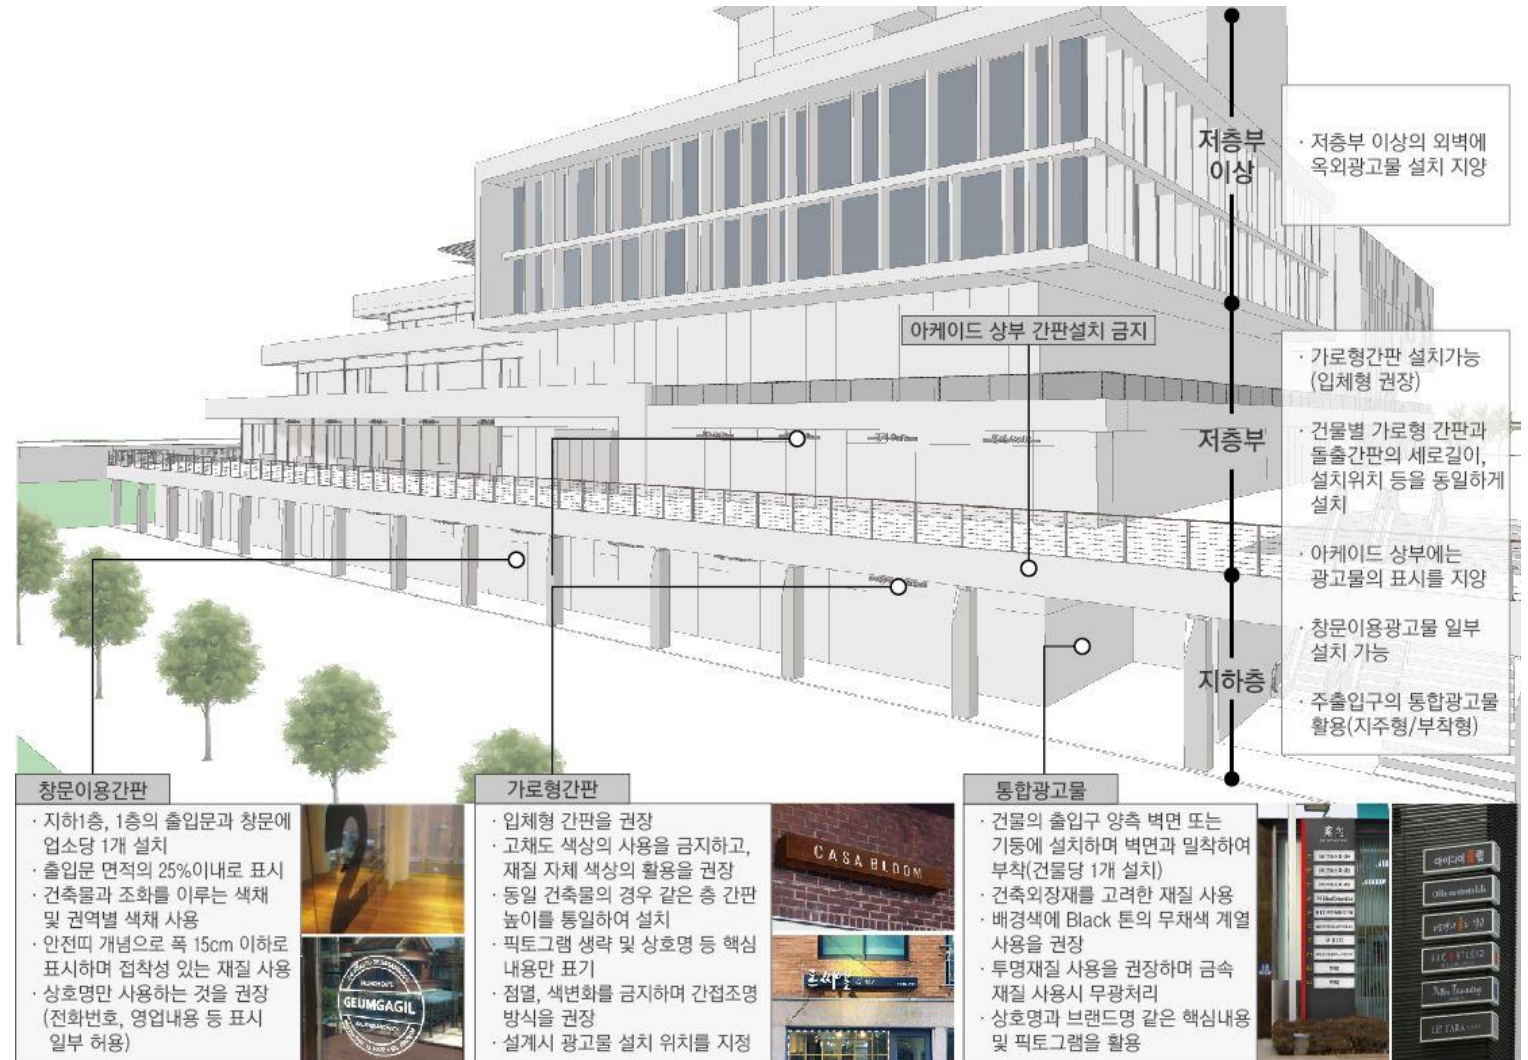 저층부
이상
· 저층부 이상의 외벽에
옥외광고물 설치 지양
아케이드 상부 간판설치 금지
저층부
· 가로형간판 설치가능
(입체형 권장)
· 건물별 가로형 간판과
돌출간판의 세로길이,
설치위치 등을 동일하게
설치
· 아케이드 상부에는
광고물의 표시를 지양
· 창문이용광고물 일부
설치 가능
· 주출입구의 통합광고물
활용(지주형/부착형)
지하층
창문이용간판
· 지하1층, 1층의 출입문과 창문에
업소당 1개 설치
· 출입문 면적의 25%이내로 표시
· 건축물과 조화를 이루는 색채
및 권역별 색채 사용
· 안전띠 개념으로 폭 15cm 이하로
표시하며 접착성 있는 재질 사용
· 상호명만 사용하는 것을 권장
(전화번호, 영업내용 등 표시
일부 허용)
2
GEUMGAGIL
가로형간판
· 입체형 간판을 권장
· 고채도 색상의 사용을 금지하고,
재질 자체 색상의 활용을 권장
· 동일 건축물의 경우 같은 층 간판
높이를 통일하여 설치
· 픽토그램 생략 및 상호명 등 핵심
내용만 표기
· 점멸, 색변화를 금지하며 간접조명
방식을 권장
· 설계시 광고물 설치 위치를 지정
CASA BLOOM
통합광고물
· 건물의 출입구 양측 벽면 또는
기둥에 설치하며 벽면과 밀착하여
부착(건물당 1개 설치)
· 건축외장재를 고려한 재질 사용
· 배경색에 Black 톤의 무채색 계열
사용을 권장
· 투명재질 사용을 권장하며 금속
재질 사용시 무광처리
· 상호명과 브랜드명 같은 핵심내용
및 픽토그램을 활용